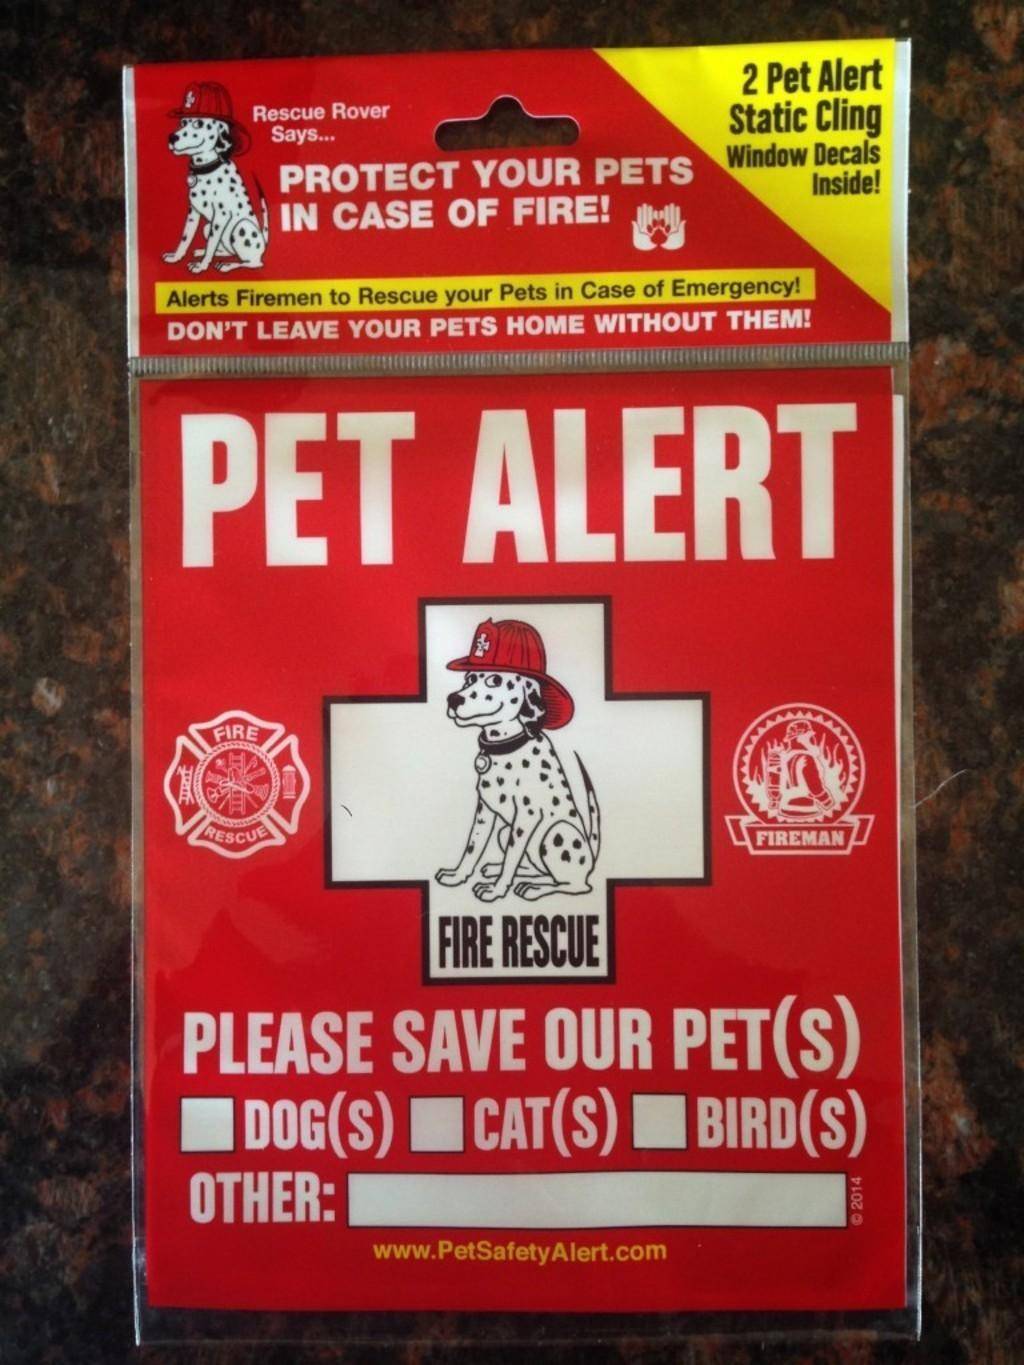 Rescue Rover
Says...
PROTECT YOUR PETS
IN CASE OF FIRE!
2 Pet Alert
Static Cling
Window Decals
Inside!
Alerts Firemen to Rescue your Pets in Case of Emergency!
DON'T LEAVE YOUR PETS HOME WITHOUT THEM!
PET ALERT
FIRE
RESCUE
FIREMAN
FIRE RESCUE
PLEASE SAVE OUR PET(S)
DOG(S) CAT(S) BIRD(S)
OTHER:
© 2014
www.PetSafetyAlert.com